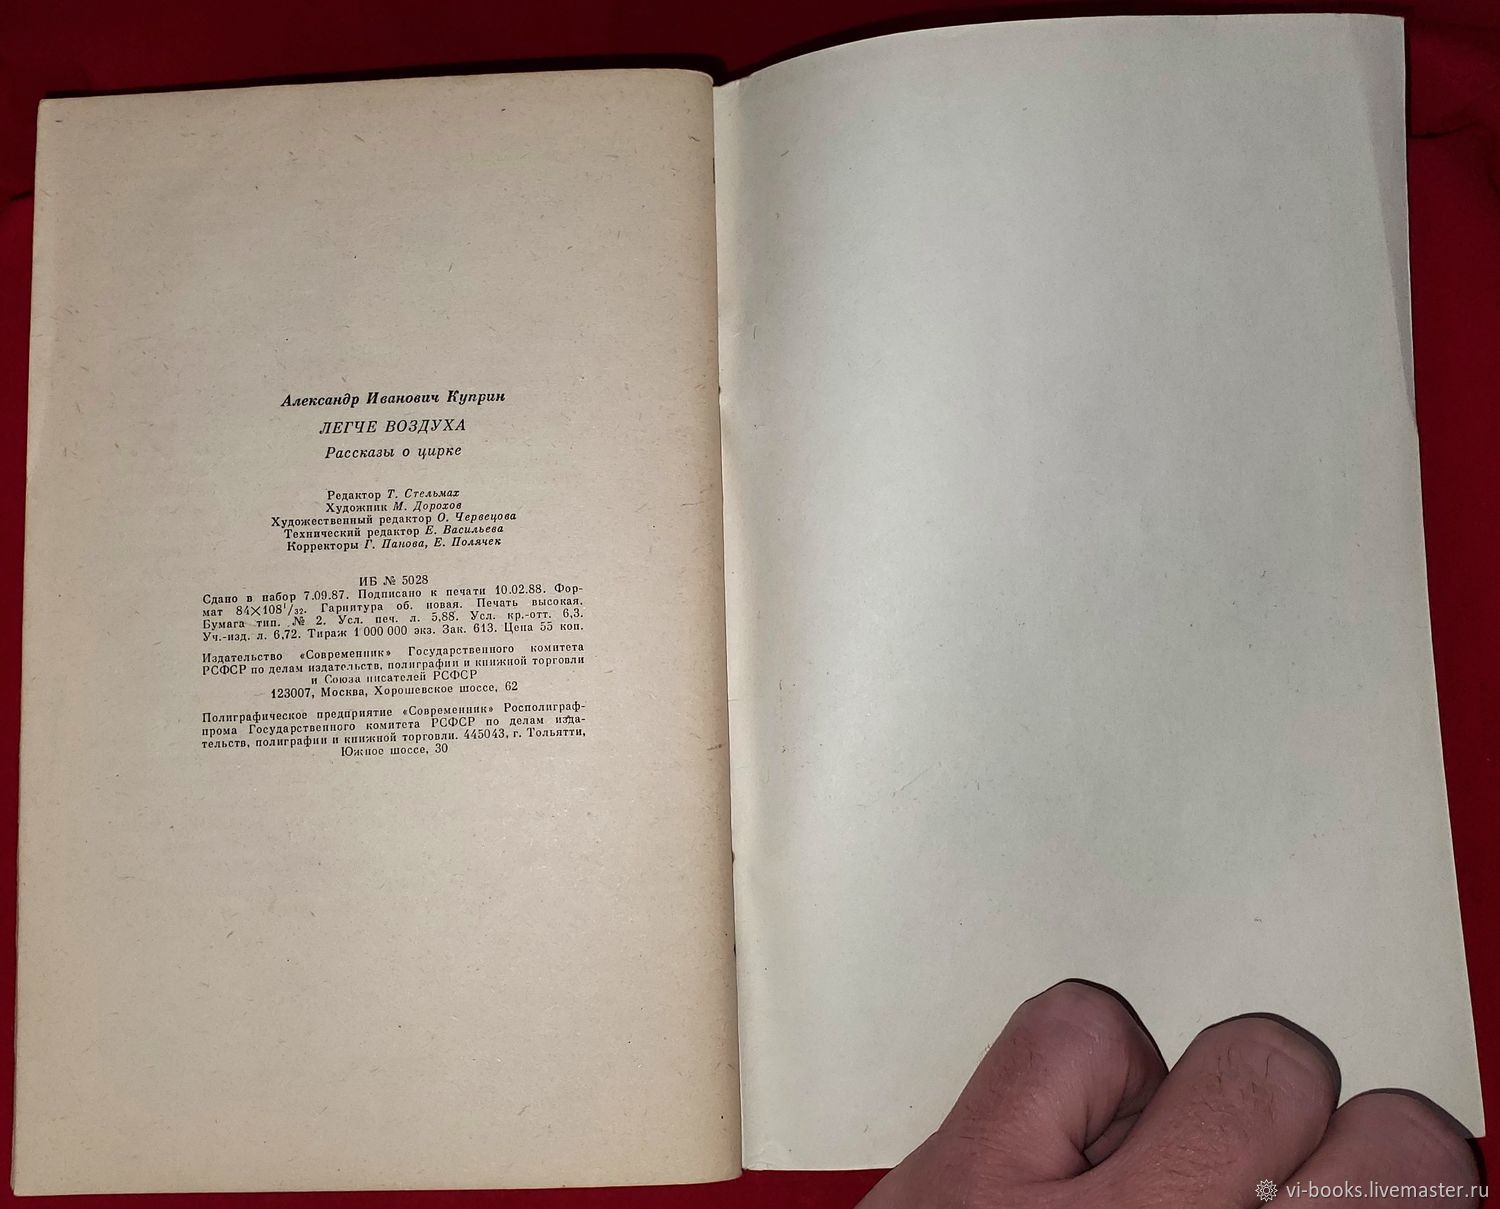 Александр Иванович Куприн
ЛЕГЧЕ ВОЗДУХА
Рассказы о цирке
Редактор Т. Стельмах
Художник М. Дорохов
Художественный редактор О. Червецова
Технический редактор Е. Васильева
Корректоры Г. Панова, Е. Полячек
ИБ № 5028
Сдано в набор 7.09.87. Подписано к печати 10.02.88. Фор-
мат 84×108¹/₃₂. Гарнитура об. новая. Печать высокая.
Бумага тип. № 2. Усл. печ. л. 5,88. Усл. кр.-отт. 6,3.
Уч.-изд. л. 6,72. Тираж 1 000 000 экз. Зак. 613. Цена 55 коп.
Издательство «Современник» Государственного комитета
РСФСР по делам издательств, полиграфии и книжной торговли
и Союза писателей РСФСР
123007, Москва, Хорошевское шоссе, 62
Полиграфическое предприятие «Современник» Росполиграф-
прома Государственного комитета РСФСР по делам изда-
тельств, полиграфии и книжной торговли. 445043, г. Тольятти,
Южное шоссе, 30
vi-books.livemaster.ru